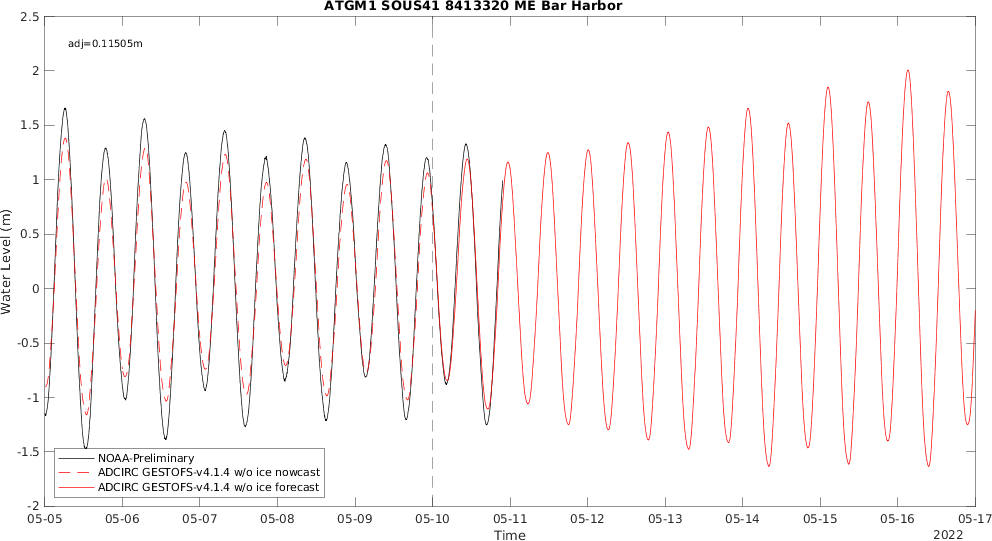 ATGM1 SOUS41 8413320 ME Bar Harbor
2.5
adj=0.11505m
2
1.5
1
0.5
0
-0.5
-1
-1.5
-2
Water Level (m)
NOAA-Preliminary
ADCIRC GESTOFS-v4.1.4 w/o ice nowcast
ADCIRC GESTOFS-v4.1.4 w/o ice forecast
05-05 05-06 05-07 05-08 05-09 05-10 05-11 05-12 05-13 05-14 05-15 05-16 05-17
Time
2022